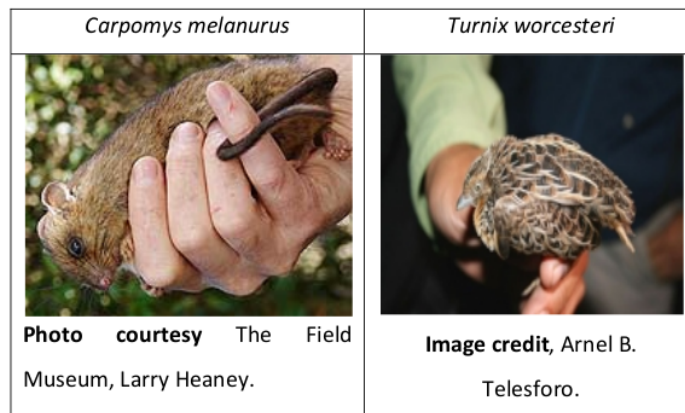 Carpomys melanurus
Turnix worcesteri
Photo courtesy The Field
Museum, Larry Heaney.
Image credit, Arnel B.
Telesforo.